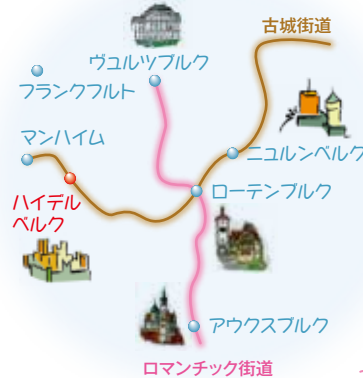 古城街道
ヴュルツブルク
フランクフルト
マンハイム
ニュルンベルク
ローテンブルク
ハイデル
ベルク
アウクスブルク
ロマンチック街道